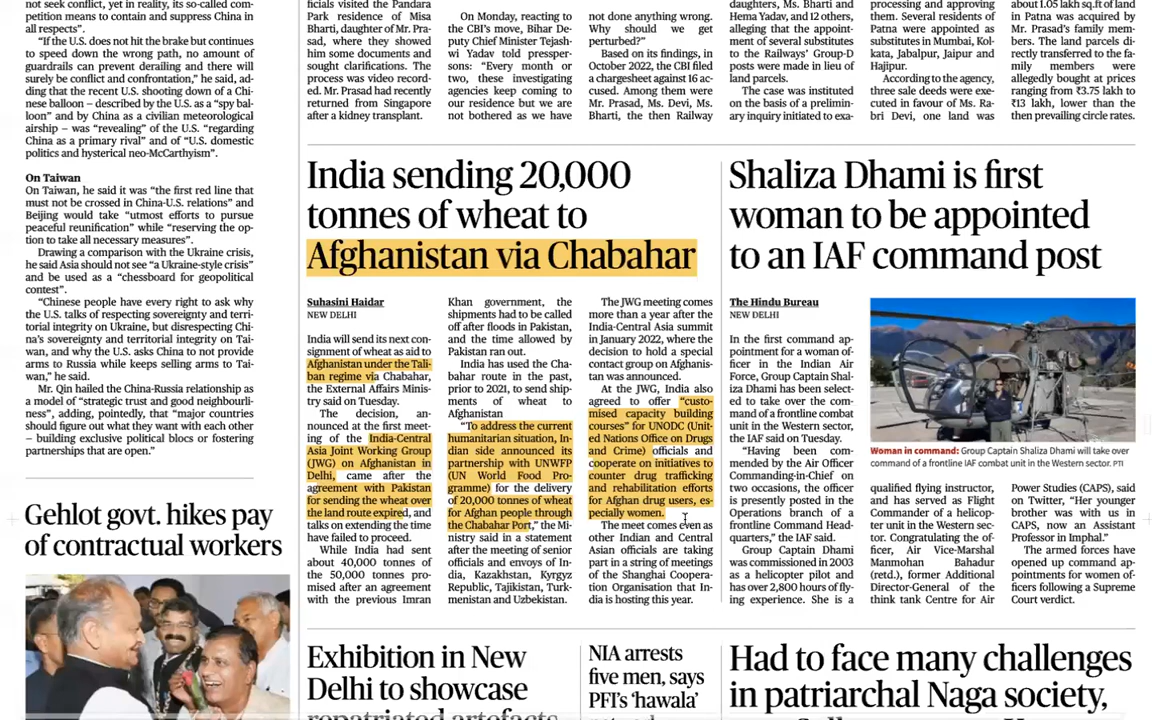 not seek conflict, yet in reality, its so-called com-
petition means to contain and suppress China in
all respects”.
“If the U.S. does not hit the brake but continues
to speed down the wrong path, no amount of
guardrails can prevent derailing and there will
surely be conflict and confrontation,” he said, ad-
ding that the recent U.S. shooting down of a Chi-
nese balloon – described by the U.S. as a “spy bal-
loon” and by China as a civilian meteorological
airship – was “revealing” of the U.S. “regarding
China as a primary rival” and of “U.S. domestic
politics and hysterical neo-McCarthyism”.
On Taiwan
On Taiwan, he said it was “the first red line that
must not be crossed in China-U.S. relations” and
Beijing would take “utmost efforts to pursue
peaceful reunification” while “reserving the op-
tion to take all necessary measures”.
Drawing a comparison with the Ukraine crisis,
he said Asia should not see “a Ukraine-style crisis”
and be used as a “chessboard for geopolitical
contest”.
“Chinese people have every right to ask why
the U.S. talks of respecting sovereignty and terri-
torial integrity on Ukraine, but disrespecting Chi-
na’s sovereignty and territorial integrity on Tai-
wan, and why the U.S. asks China to not provide
arms to Russia while keeps selling arms to Tai-
wan,” he said.
Mr. Qin hailed the China-Russia relationship as
a model of “strategic trust and good neighbourli-
ness”, adding, pointedly, that “major countries
should figure out what they want with each other
– building exclusive political blocs or fostering
partnerships that are open.”
Gehlot govt. hikes pay
of contractual workers
ficials visited the Pandara
Park residence of Misa
Bharti, daughter of Mr. Pra-
sad, where they showed
him some documents and
sought clarifications. The
process was video record-
ed. Mr. Prasad had recently
returned from Singapore
after a kidney transplant.
On Monday, reacting to
the CBI’s move, Bihar De-
puty Chief Minister Tejash-
wi Yadav told pressper-
sons: “Every month or
two, these investigating
agencies keep coming to
our residence but we are
not bothered as we have
not done anything wrong.
Why should we get
perturbed?”
Based on its findings, in
October 2022, the CBI filed
a chargesheet against 16 ac-
cused. Among them were
Mr. Prasad, Ms. Devi, Ms.
Bharti, the then Railway
daughters, Ms. Bharti and
Hema Yadav, and 12 others,
alleging that the appoint-
ment of several substitutes
to the Railways’ Group-D
posts were made in lieu of
land parcels.
The case was instituted
on the basis of a prelimin-
ary inquiry initiated to exa-
processing and approving
them. Several residents of
Patna were appointed as
substitutes in Mumbai, Kol-
kata, Jabalpur, Jaipur and
Hajipur.
According to the agency,
three sale deeds were exe-
cuted in favour of Ms. Ra-
bri Devi, one land was
about 1.05 lakh sq.ft of land
in Patna was acquired by
Mr. Prasad’s family mem-
bers. The land parcels di-
rectly transferred to the fa-
mily members were
allegedly bought at prices
ranging from ₹3.75 lakh to
₹13 lakh, lower than the
then prevailing circle rates.
India sending 20,000
tonnes of wheat to
Afghanistan via Chabahar
Suhasini Haidar
NEW DELHI
India will send its next con-
signment of wheat as aid to
Afghanistan under the Tali-
ban regime via Chabahar,
the External Affairs Minis-
try said on Tuesday.
The decision, an-
nounced at the first meet-
ing of the India-Central
Asia Joint Working Group
(JWG) on Afghanistan in
Delhi, came after the
agreement with Pakistan
for sending the wheat over
the land route expired, and
talks on extending the time
have failed to proceed.
While India had sent
about 40,000 tonnes of
the 50,000 tonnes pro-
mised after an agreement
with the previous Imran
Khan government, the
shipments had to be called
off after floods in Pakistan,
and the time allowed by
Pakistan ran out.
India has used the Cha-
bahar route in the past,
prior to 2021, to send ship-
ments of wheat to
Afghanistan
“To address the current
humanitarian situation, In-
dian side announced its
partnership with UNWFP
(UN World Food Pro-
gramme) for the delivery
of 20,000 tonnes of wheat
for Afghan people through
the Chabahar Port,” the Mi-
nistry said in a statement
after the meeting of senior
officials and envoys of In-
dia, Kazakhstan, Kyrgyz
Republic, Tajikistan, Turk-
menistan and Uzbekistan.
The JWG meeting comes
more than a year after the
India-Central Asia summit
in January 2022, where the
decision to hold a special
contact group on Afghanis-
tan was announced.
At the JWG, India also
agreed to offer “custo-
mised capacity building
courses” for UNODC (Unit-
ed Nations Office on Drugs
and Crime) officials and
cooperate on initiatives to
counter drug trafficking
and rehabilitation efforts
for Afghan drug users, es-
pecially women.
The meet comes even as
other Indian and Central
Asian officials are taking
part in a string of meetings
of the Shanghai Coopera-
tion Organisation that In-
dia is hosting this year.
Shaliza Dhami is first
woman to be appointed
to an IAF command post
The Hindu Bureau
NEW DELHI
In the first command ap-
pointment for a woman of-
ficer in the Indian Air
Force, Group Captain Shal-
iza Dhami has been select-
ed to take over the com-
mand of a frontline combat
unit in the Western sector,
the IAF said on Tuesday.
“Having been com-
mended by the Air Officer
Commanding-in-Chief on
two occasions, the officer
is presently posted in the
Operations branch of a
frontline Command Head-
quarters,” the IAF said.
Group Captain Dhami
was commissioned in 2003
as a helicopter pilot and
has over 2,800 hours of fly-
ing experience. She is a
Woman in command: Group Captain Shaliza Dhami will take over
command of a frontline IAF combat unit in the Western sector. PTI
qualified flying instructor,
and has served as Flight
Commander of a helicop-
ter unit in the Western sec-
tor. Congratulating the of-
ficer, Air Vice-Marshal
Manmohan Bahadur
(retd.), former Additional
Director-General of the
think tank Centre for Air
Power Studies (CAPS), said
on Twitter, “Her younger
brother was with us in
CAPS, now an Assistant
Professor in Imphal.”
The armed forces have
opened up command ap-
pointments for women of-
ficers following a Supreme
Court verdict.
Exhibition in New
Delhi to showcase
repatriated artefacts
NIA arrests
five men, says
PFI’s ‘hawala’
Had to face many challenges
in patriarchal Naga society,